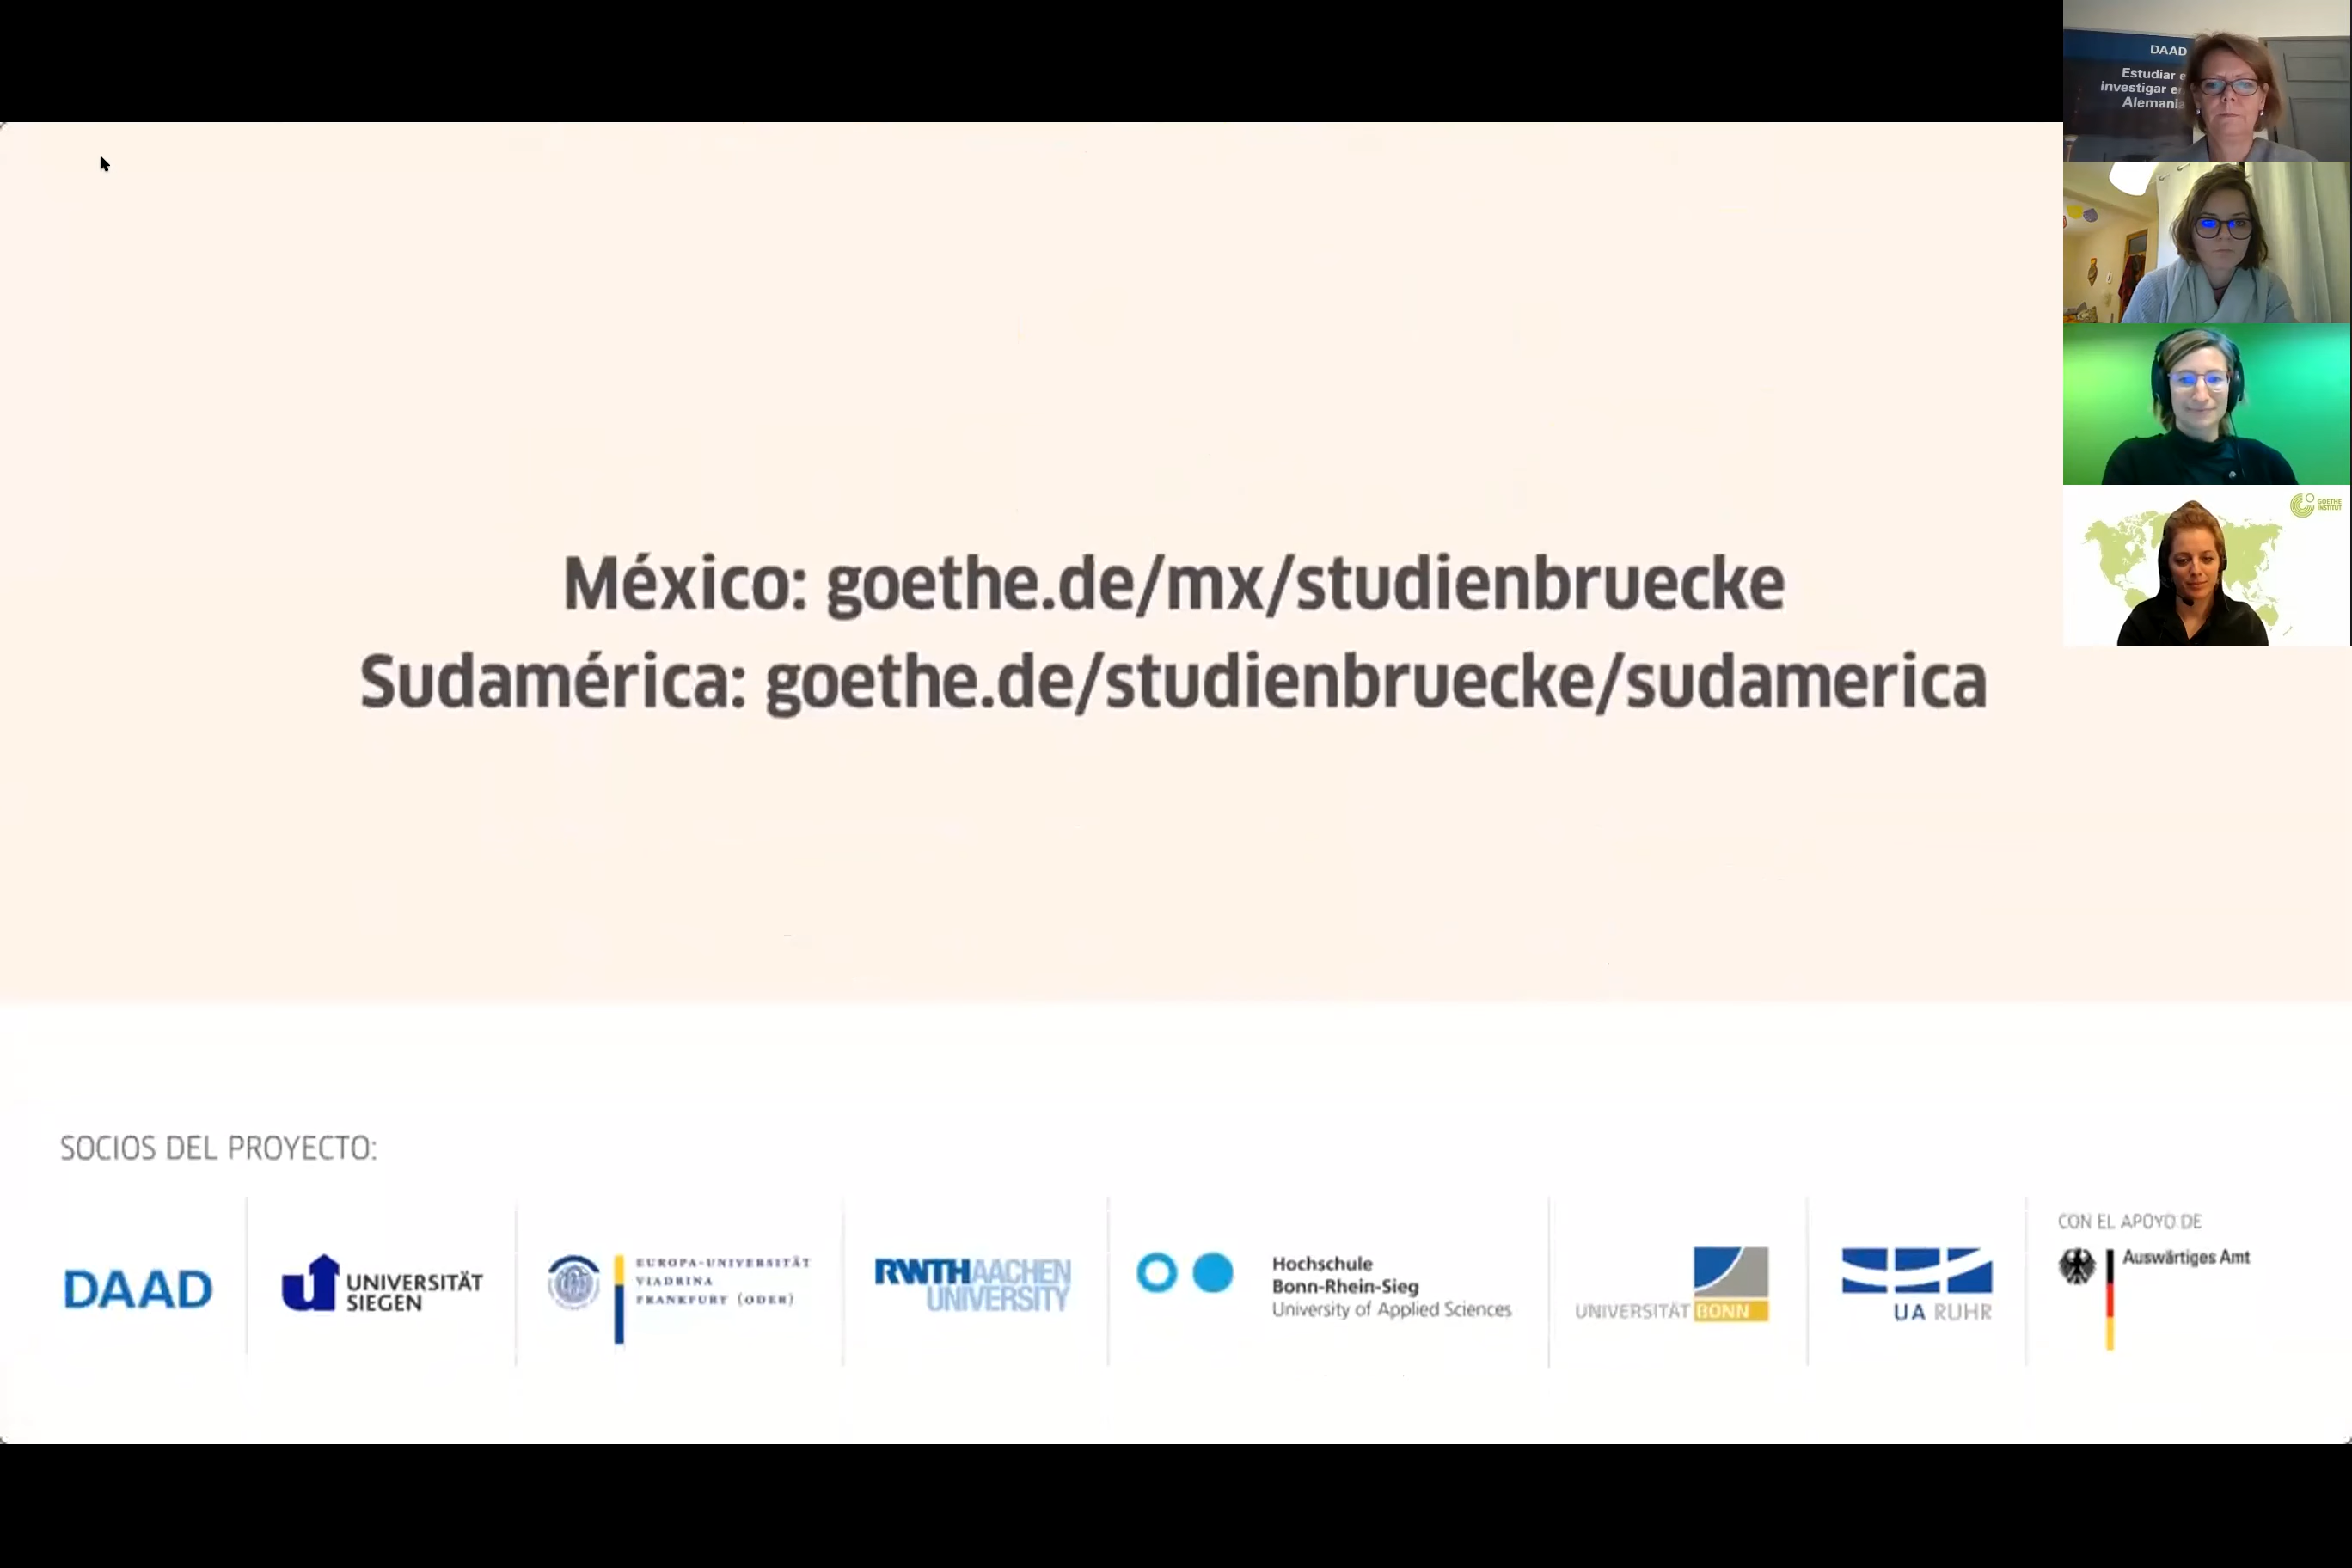 DAAD
Estudiar e
investigar e
Alemania
GOETHE
INSTITUT
México: goethe.de/mx/studienbruecke
Sudamérica: goethe.de/studienbruecke/sudamerica
SOCIOS DEL PROYECTO:
DAAD
UNIVERSITÄT
SIEGEN
EUROPA-UNIVERSITÄT
VIADRINA
FRANKFURT (ODER)
RWTHAACHEN
UNIVERSITY
Hochschule
Bonn-Rhein-Sieg
University of Applied Sciences
UNIVERSITÄT BONN
UA RUHR
CON EL APOYO DE
Auswärtiges Amt